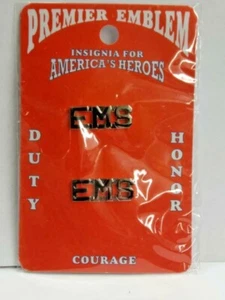 PREMIER EMBLEM
INSIGNIA FOR
AMERICA'S HEROES
EMS
EMS
DUTY
HONOR
COURAGE